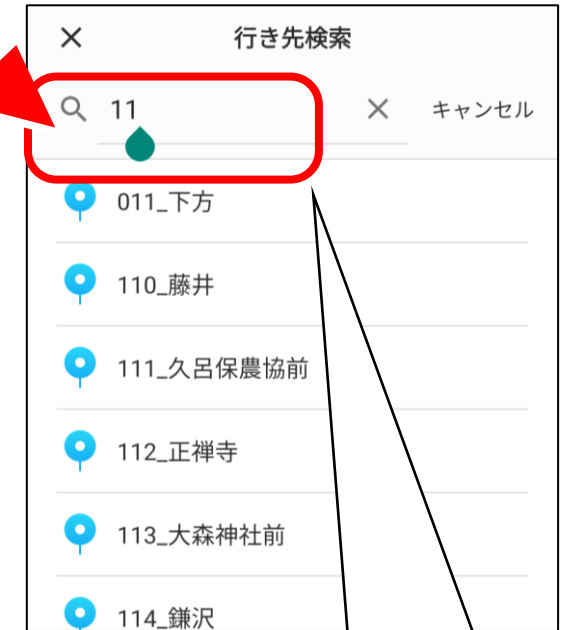 行き先検索
11
キャンセル
011_下方
110_藤井
111_久呂保農協前
112_正禅寺
113_大森神社前
114_鎌沢